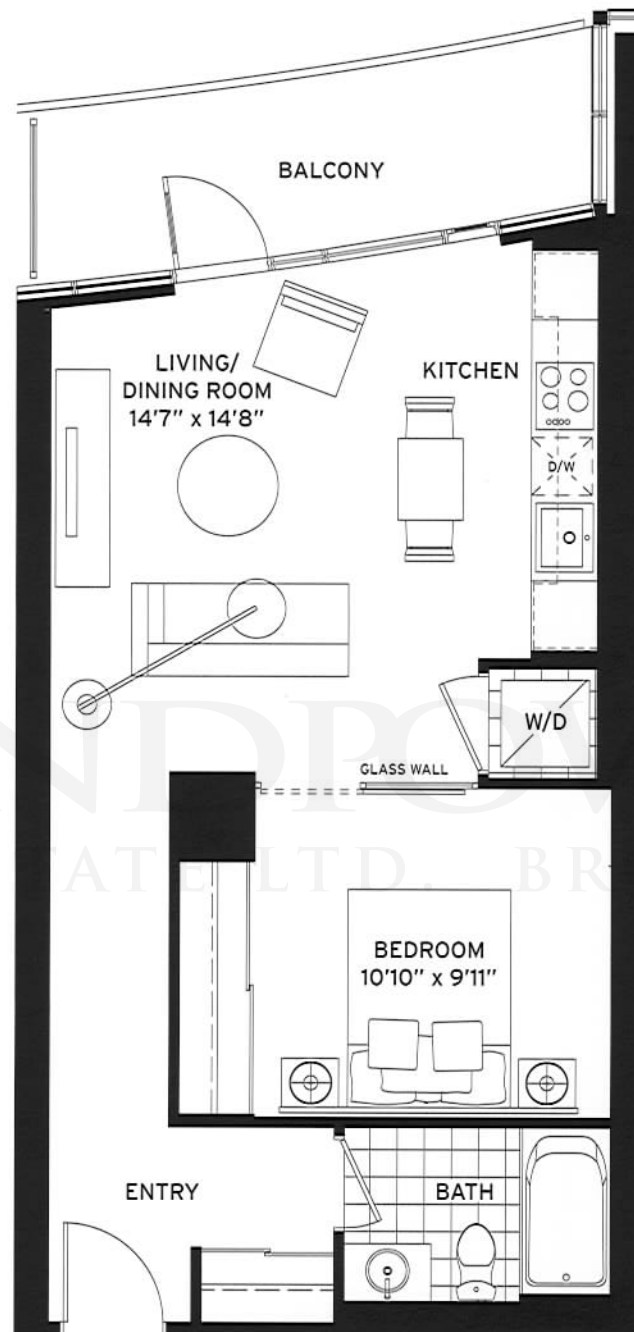 BALCONY
LIVING/
DINING ROOM
14'7" x 14'8"
KITCHEN
D/W
W/D
GLASS WALL
BEDROOM
10'10" x 9'11"
ENTRY
BATH